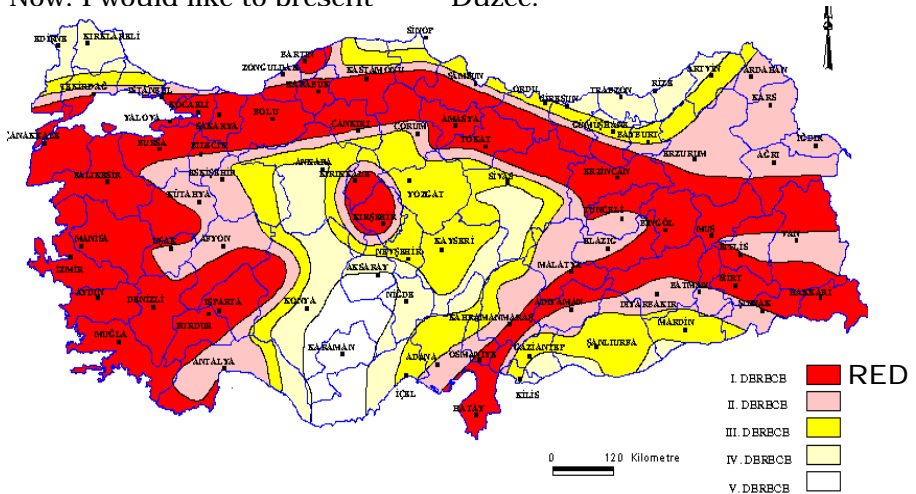 Now. I would like to present Düzce.
SİNOP
EDİRNE KIRKLARELİ
BARTIN
ZONGULDAK
KASTAMONU
ARTVİN
ARDAHAN
TEKİRDAĞ
İSTANBUL
KARABÜK
SAMSUN
ORDU
GİRESUN
TRABZON
RİZE
KARS
KOCAELİ
YALOVA
SAKARYA
BOLU
ÇANKIRI
ÇORUM
AMASYA
TOKAT
GÜMÜŞHANE
BAYBURT
IĞDIR
ÇANAKKALE
BURSA
BİLECİK
ANKARA
ERZURUM
AĞRI
BALIKESİR
ESKİŞEHİR
KIRIKKALE
YOZGAT
SİVAS
ERZİNCAN
KÜTAHYA
KIRŞEHİR
TUNCELİ
BİNGÖL
MUŞ
VAN
MANİSA
UŞAK
AFYON
NEVŞEHİR
KAYSERİ
ELAZIĞ
BİTLİS
İZMİR
AKSARAY
MALATYA
AYDIN
DENİZLİ
ISPARTA
KONYA
NİĞDE
ADIYAMAN
DIYARBAKIR
BATMAN
SİİRT
ŞIRNAK
HAKKARİ
BURDUR
KAHRAMANMARAŞ
MARDİN
MUĞLA
ANTALYA
KARAMAN
ADANA
OSMANİYE
GAZİANTEP
ŞANLIURFA
İÇEL
KİLİS
HATAY
I. DERECE RED
II. DERECE
III. DERECE
IV. DERECE
V. DERECE
0 120 Kilometre